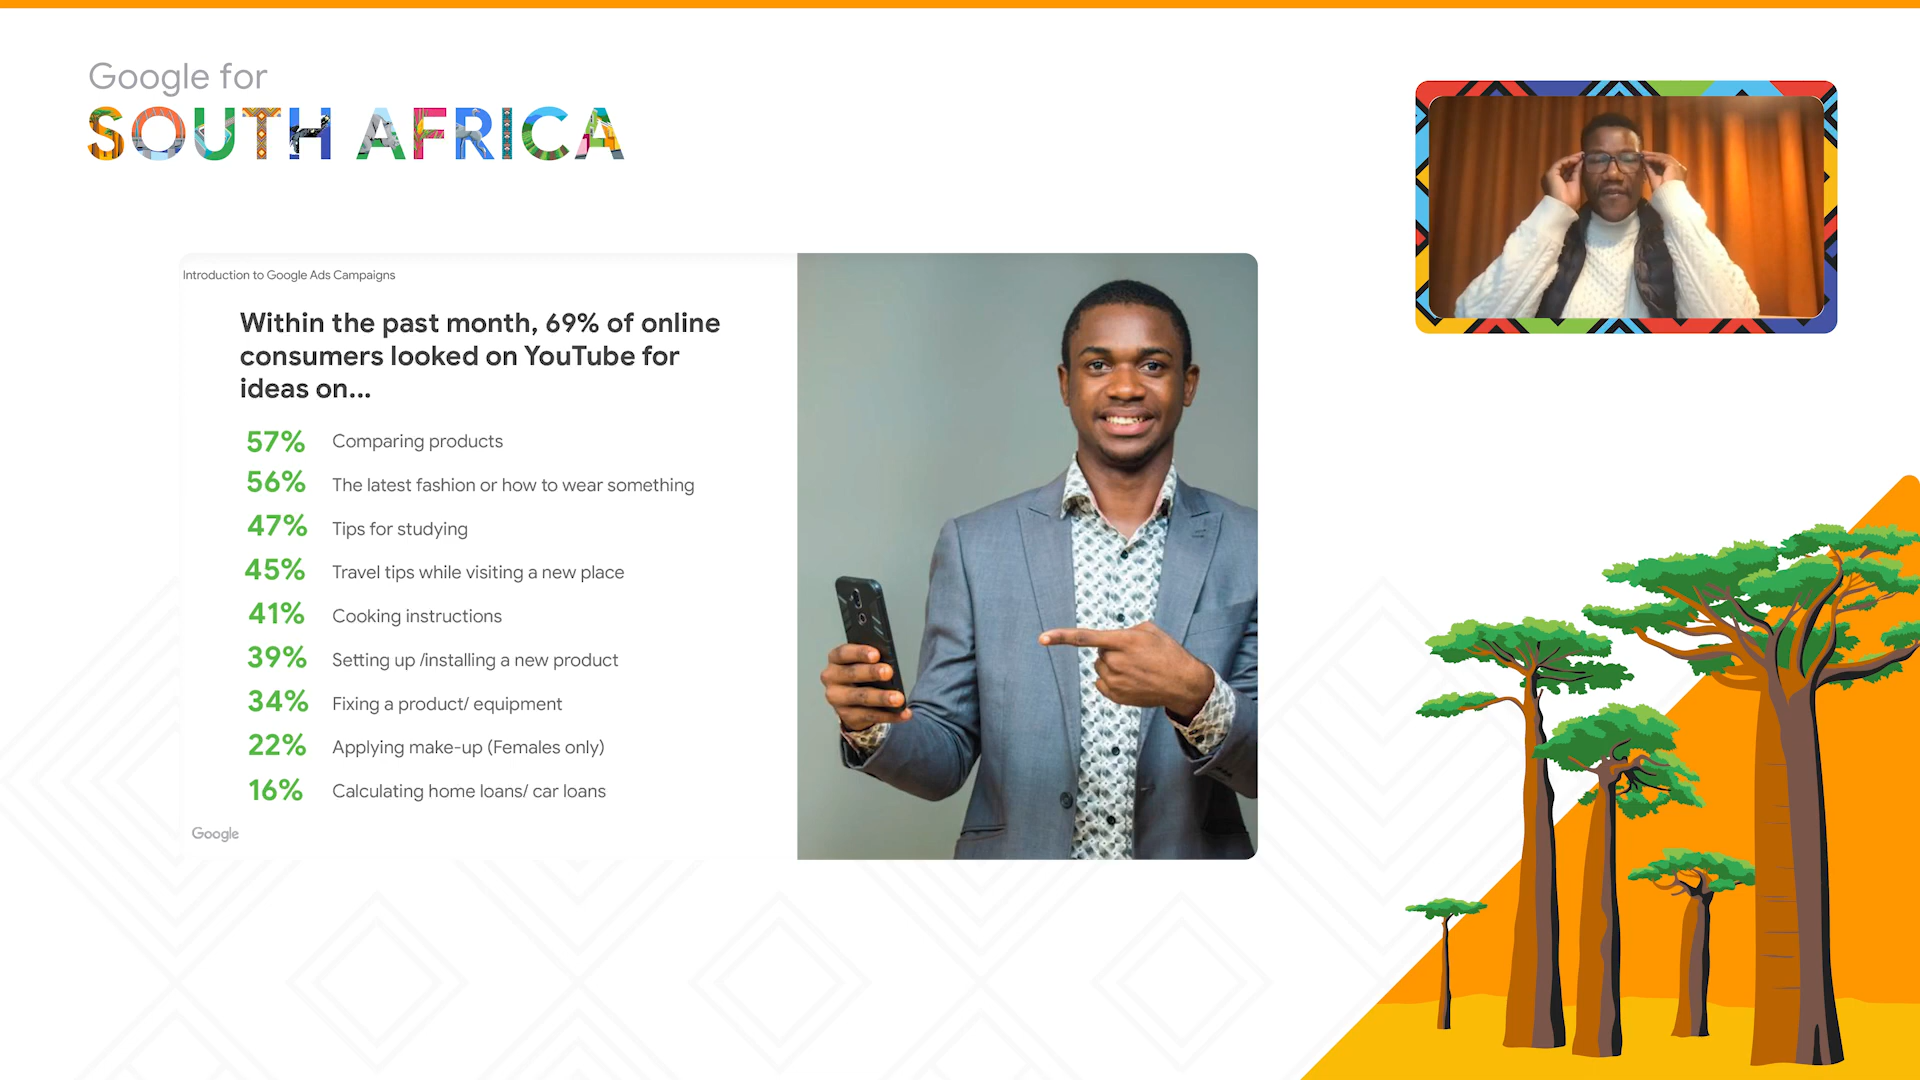 Google for
SOUTH AFRICA
Introduction to Google Ads Campaigns
Within the past month, 69% of online
consumers looked on YouTube for
ideas on...
57% Comparing products
56% The latest fashion or how to wear something
47% Tips for studying
45% Travel tips while visiting a new place
41% Cooking instructions
39% Setting up /installing a new product
34% Fixing a product/ equipment
22% Applying make-up (Females only)
16% Calculating home loans/ car loans
Google